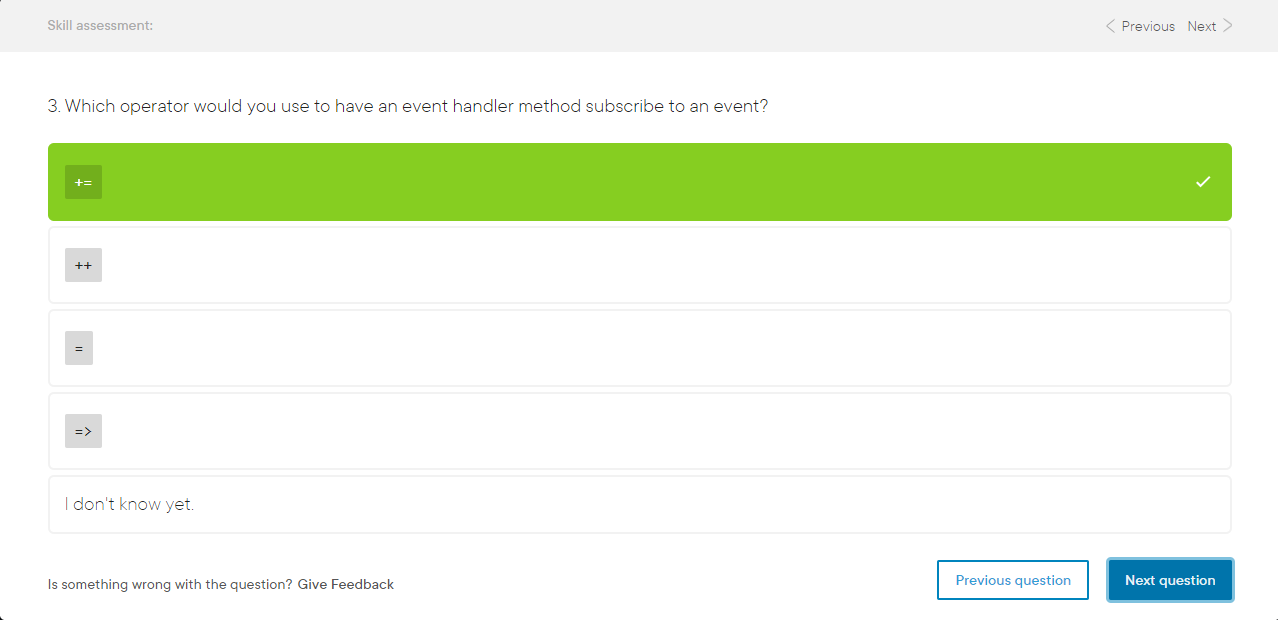 Skill assessment:
Previous Next
3. Which operator would you use to have an event handler method subscribe to an event?
+=
++
=
=>
I don't know yet.
Is something wrong with the question? Give Feedback
Previous question
Next question